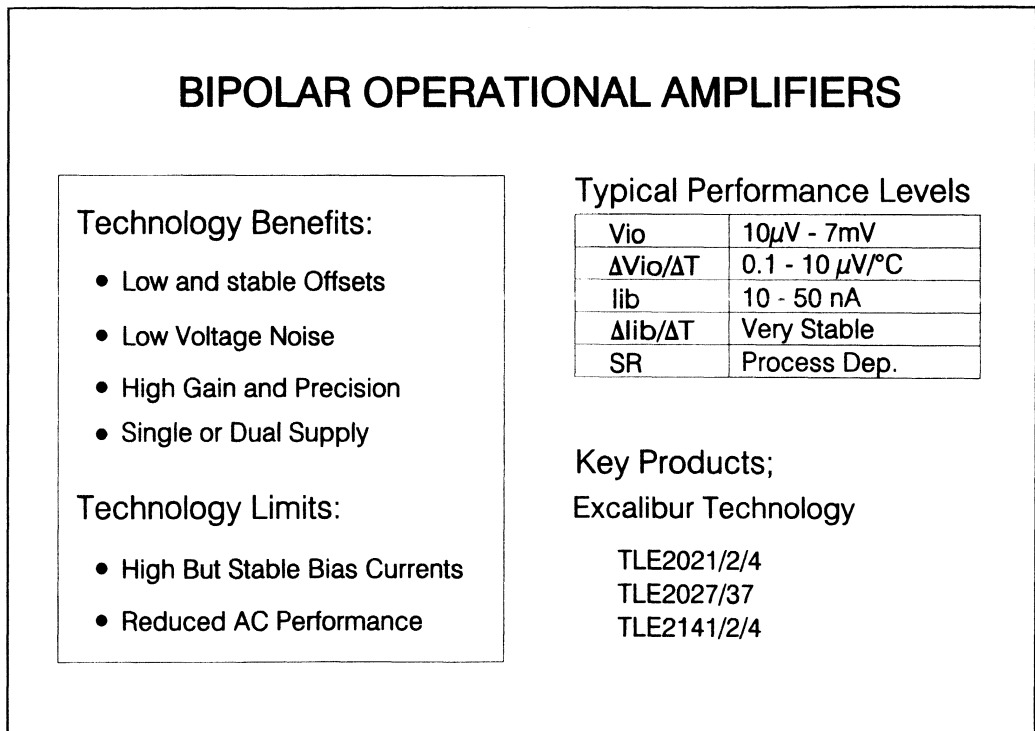 BIPOLAR OPERATIONAL AMPLIFIERS
Technology Benefits:
• Low and stable Offsets
• Low Voltage Noise
• High Gain and Precision
• Single or Dual Supply
Technology Limits:
• High But Stable Bias Currents
• Reduced AC Performance
Typical Performance Levels
Vio 10μV - 7mV
ΔVio/ΔT 0.1 - 10 μV/°C
Iib 10 - 50 nA
ΔIib/ΔT Very Stable
SR Process Dep.
Key Products;
Excalibur Technology
TLE2021/2/4
TLE2027/37
TLE2141/2/4